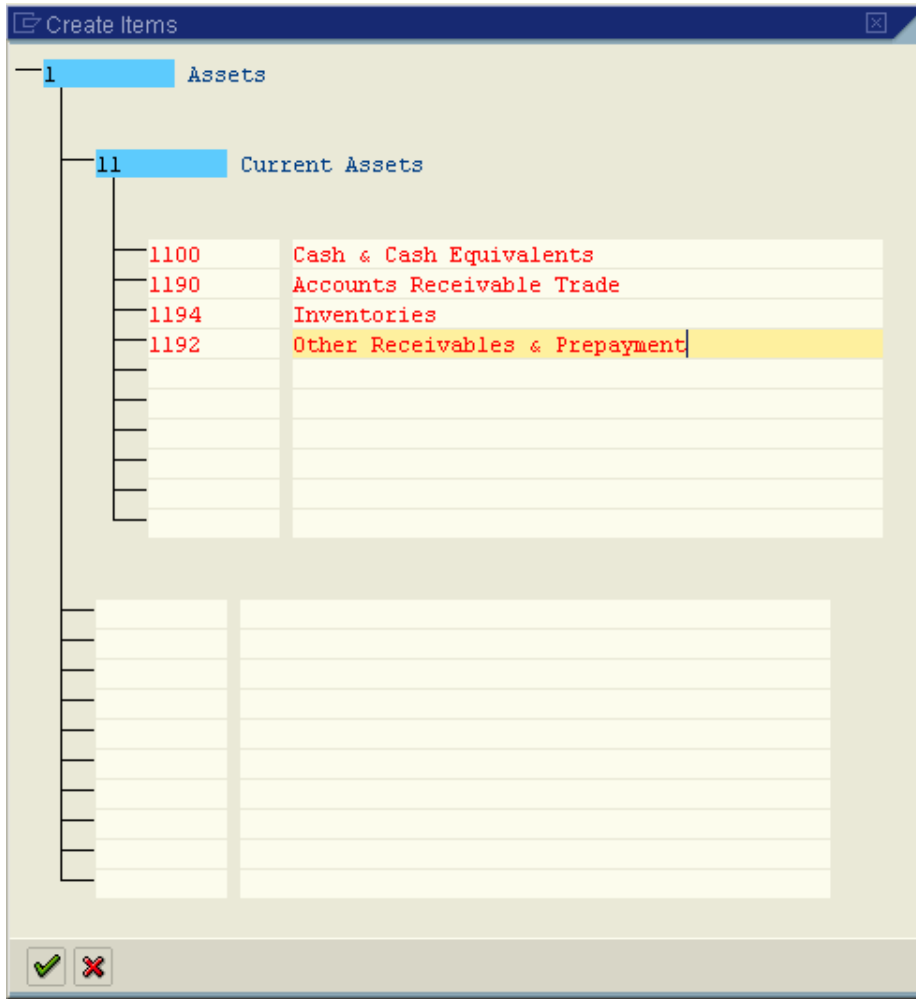 Create Items
1 Assets
11 Current Assets
1100 Cash & Cash Equivalents
1190 Accounts Receivable Trade
1194 Inventories
1192 Other Receivables & Prepayment